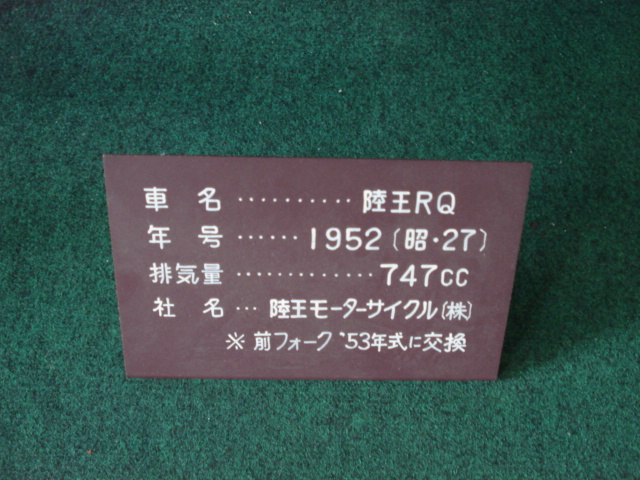 車名‥‥‥‥‥陸王RQ
年号‥‥‥1952〔昭・27〕
排気量‥‥‥‥‥‥747cc
社名…陸王モーターサイクル〔株〕
※前フォーク '53年式に交換